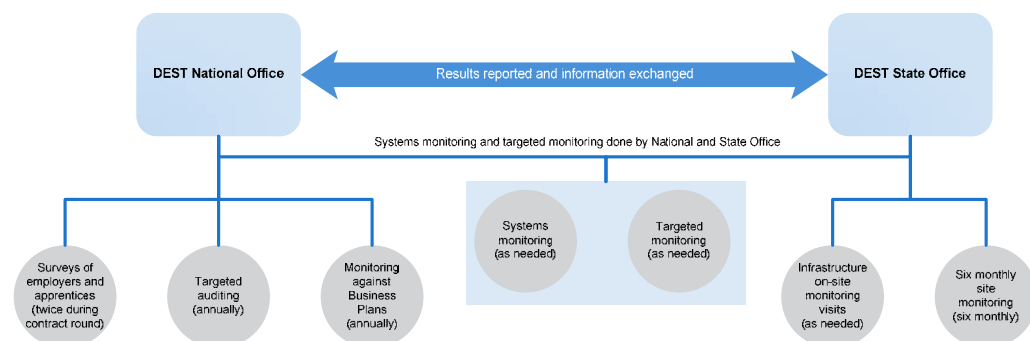 DEST National Office
Results reported and information exchanged
DEST State Office
Systems monitoring and targeted monitoring done by National and State Office
Systems
monitoring
(as needed)
Targeted
monitoring
(as needed)
Surveys of
employers and
apprentices
(twice during
contract round)
Targeted
auditing
(annually)
Monitoring
against
Business
Plans
(annually)
Infrastructure
on-site
monitoring
visits
(as needed)
Six monthly
site
monitoring
(six monthly)